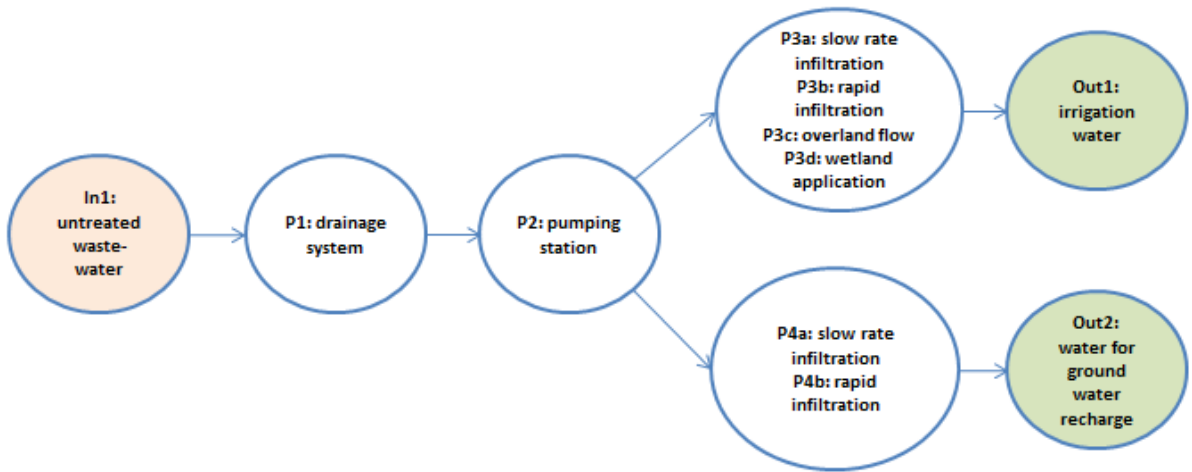 In1:
untreated
waste-
water
P1: drainage
system
P2: pumping
station
P3a: slow rate
infiltration
P3b: rapid
infiltration
P3c: overland flow
P3d: wetland
application
Out1:
irrigation
water
P4a: slow rate
infiltration
P4b: rapid
infiltration
Out2:
water for
ground
water
recharge